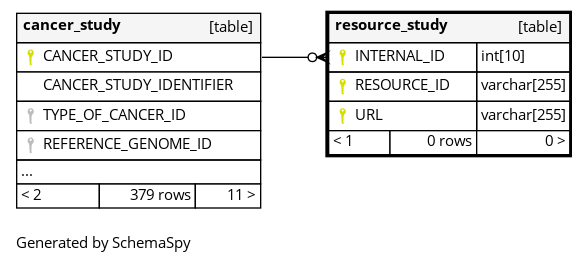 cancer_study [table]
CANCER_STUDY_ID
CANCER_STUDY_IDENTIFIER
TYPE_OF_CANCER_ID
REFERENCE_GENOME_ID
...
< 2 379 rows 11 >
resource_study [table]
INTERNAL_ID int[10]
RESOURCE_ID varchar[255]
URL varchar[255]
< 1 0 rows 0 >
Generated by SchemaSpy